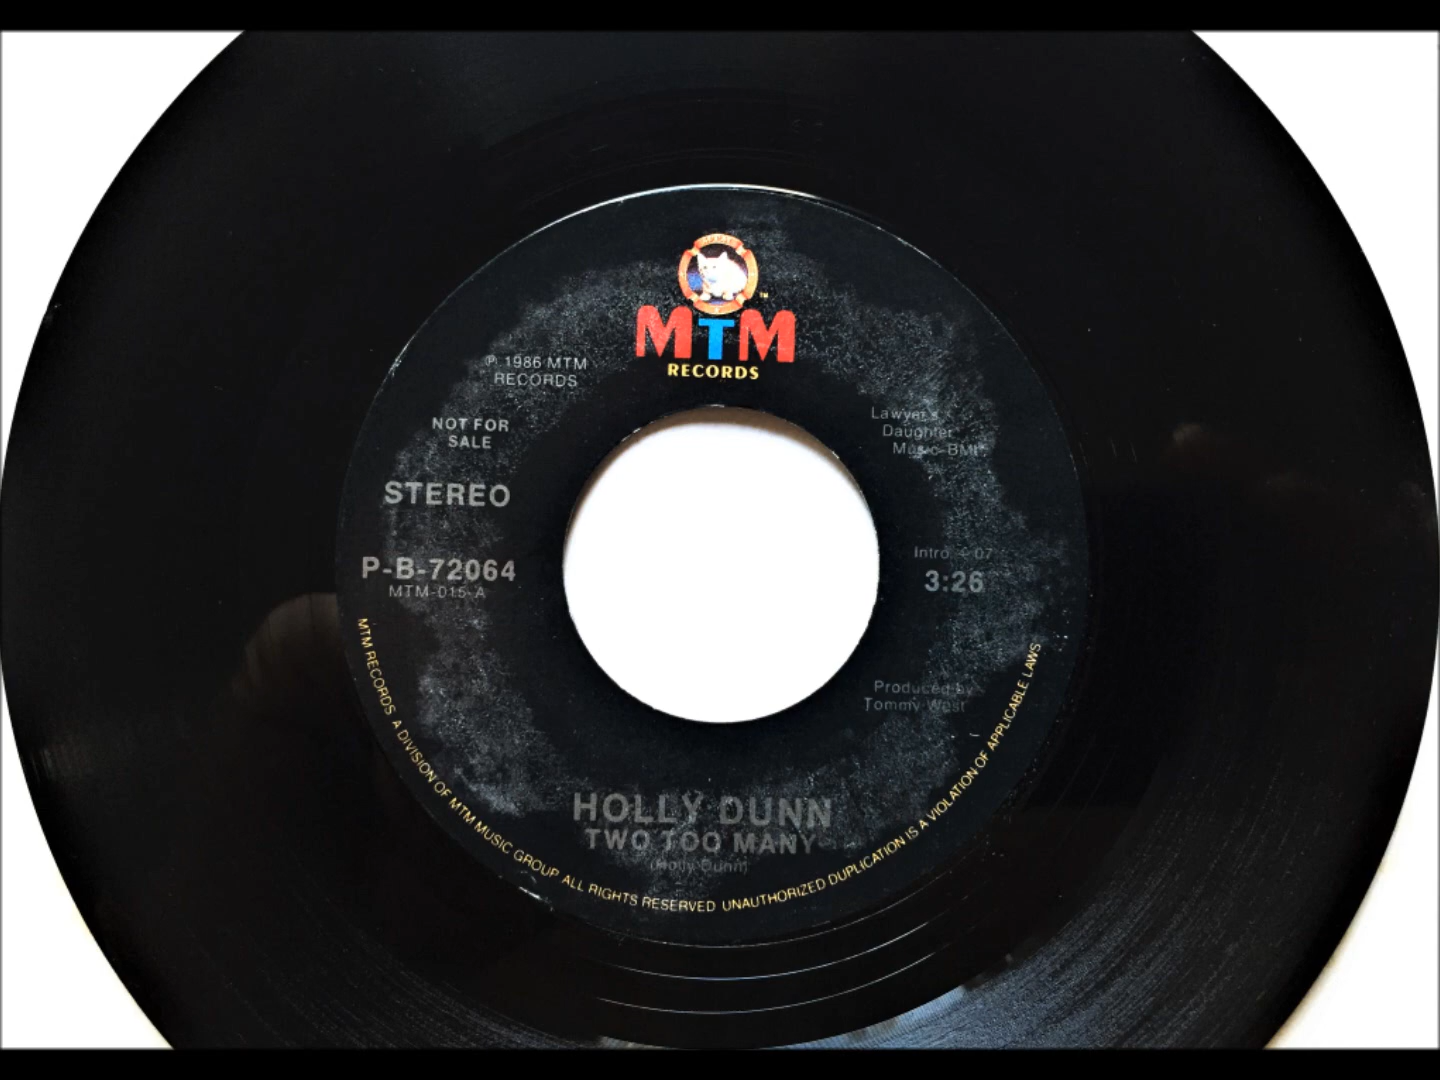 TM
MTM
RECORDS
℗ 1986 MTM
RECORDS
NOT FOR
SALE
STEREO
P-B-72064
MTM-015-A
Lawyer's
Daughter
Music-BMI
Intro. - 07
3:26
Produced by
Tommy West
HOLLY DUNN
TWO TOO MANY
(Holly Dunn)
MTM RECORDS A DIVISION OF MTM MUSIC GROUP ALL RIGHTS RESERVED UNAUTHORIZED DUPLICATION IS A VIOLATION OF APPLICABLE LAWS